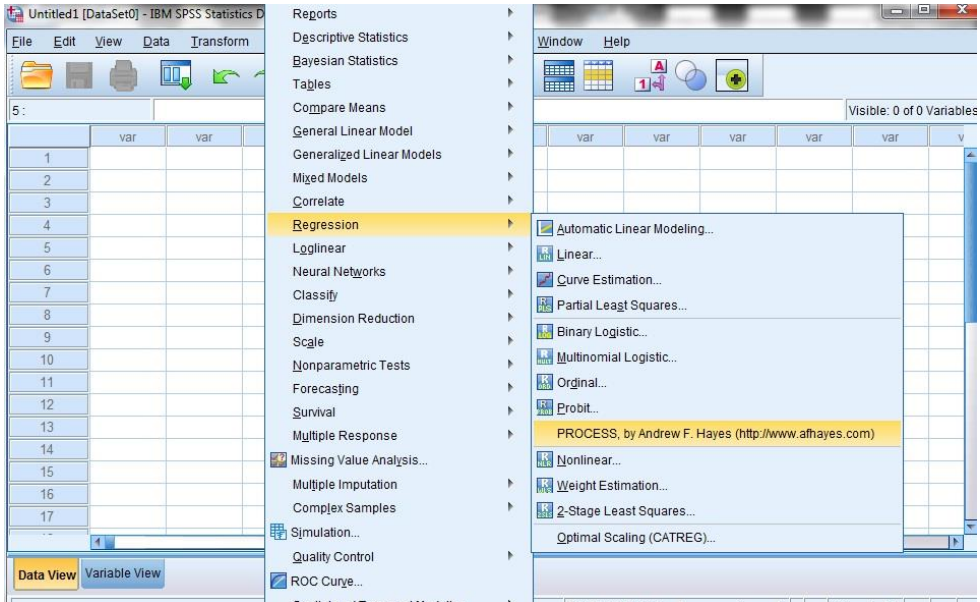 Untitled1 [DataSet0] - IBM SPSS Statistics D
File Edit View Data Transform
Window Help
5 :
Visible: 0 of 0 Variables
var var var var var var var
1
2
3
4
5
6
7
8
9
10
11
12
13
14
15
16
17
Reports
Descriptive Statistics
Bayesian Statistics
Tables
Compare Means
General Linear Model
Generalized Linear Models
Mixed Models
Correlate
Regression
Loglinear
Neural Networks
Classify
Dimension Reduction
Scale
Nonparametric Tests
Forecasting
Survival
Multiple Response
Missing Value Analysis...
Multiple Imputation
Complex Samples
Simulation...
Quality Control
ROC Curve...
Automatic Linear Modeling...
Linear...
Curve Estimation...
Partial Least Squares...
Binary Logistic...
Multinomial Logistic...
Ordinal...
Probit...
PROCESS, by Andrew F. Hayes (http://www.afhayes.com)
Nonlinear...
Weight Estimation...
2-Stage Least Squares...
Optimal Scaling (CATREG)...
Data View Variable View